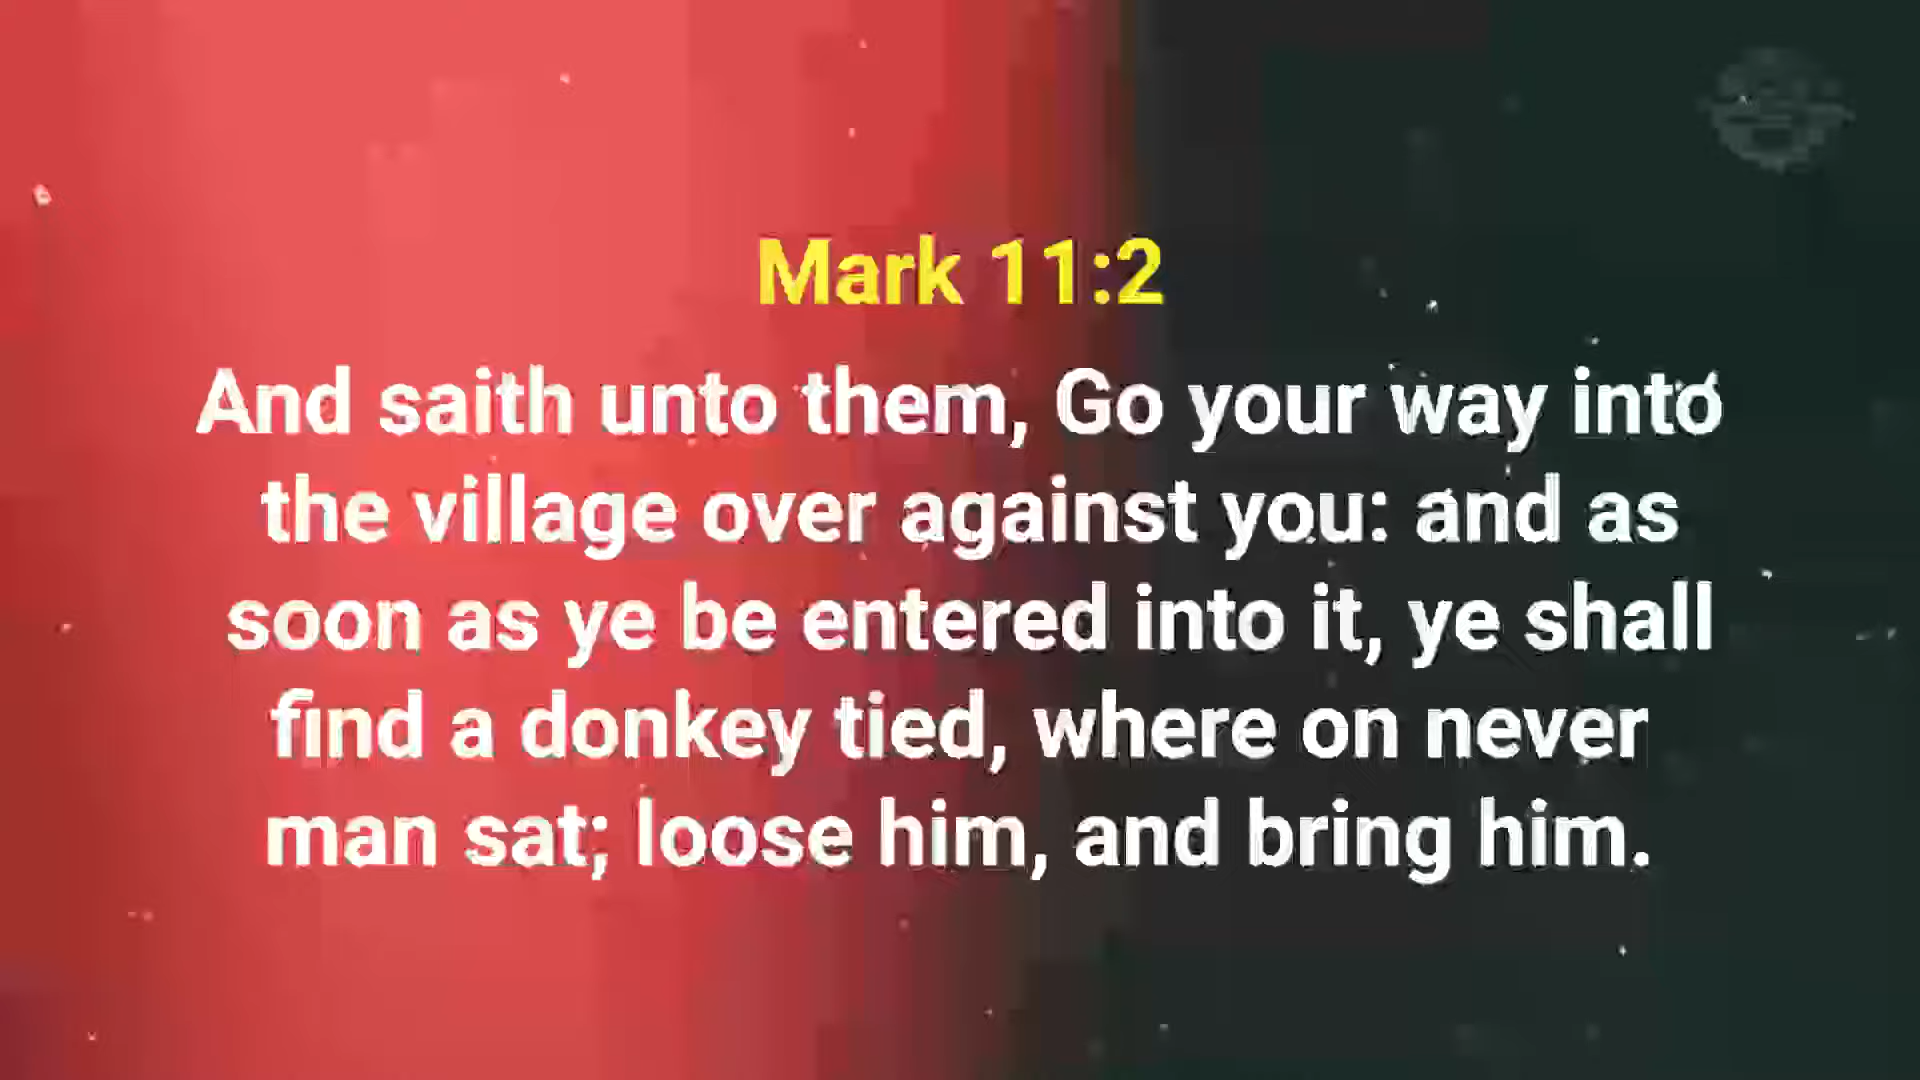 Mark 11:2
And saith unto them, Go your way into
the village over against you: and as
soon as ye be entered into it, ye shall
find a donkey tied, where on never
man sat; loose him, and bring him.